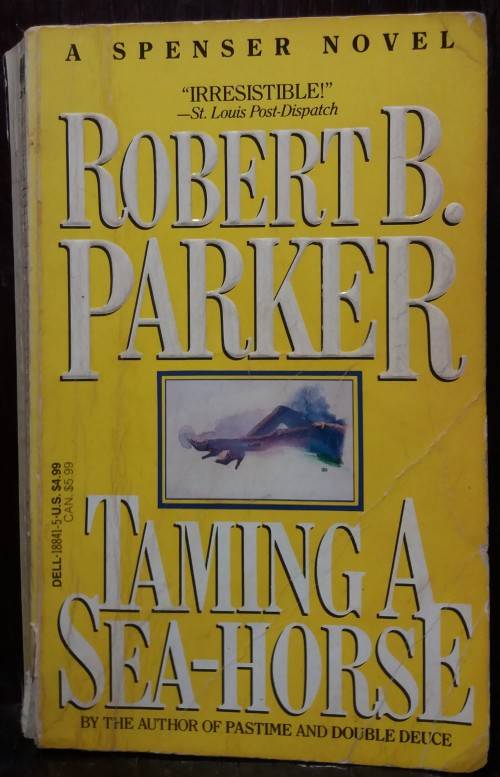 A SPENSER NOVEL
"IRRESISTIBLE!"
—St. Louis Post-Dispatch
ROBERT B.
PARKER
DELL·18841-5·U.S. $4.99
CAN. $5.99
TAMING A
SEA-HORSE
BY THE AUTHOR OF PASTIME AND DOUBLE DEUCE